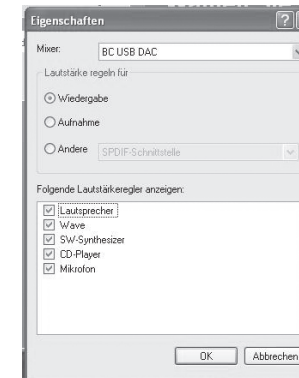 Eigenschaften
Mixer: BC USB DAC
Lautstärke regeln für
Wiedergabe
Aufnahme
Andere SPDIF-Schnittstelle
Folgende Lautstärkeregler anzeigen:
Lautsprecher
Wave
SW-Synthesizer
CD-Player
Mikrofon
OK Abbrechen